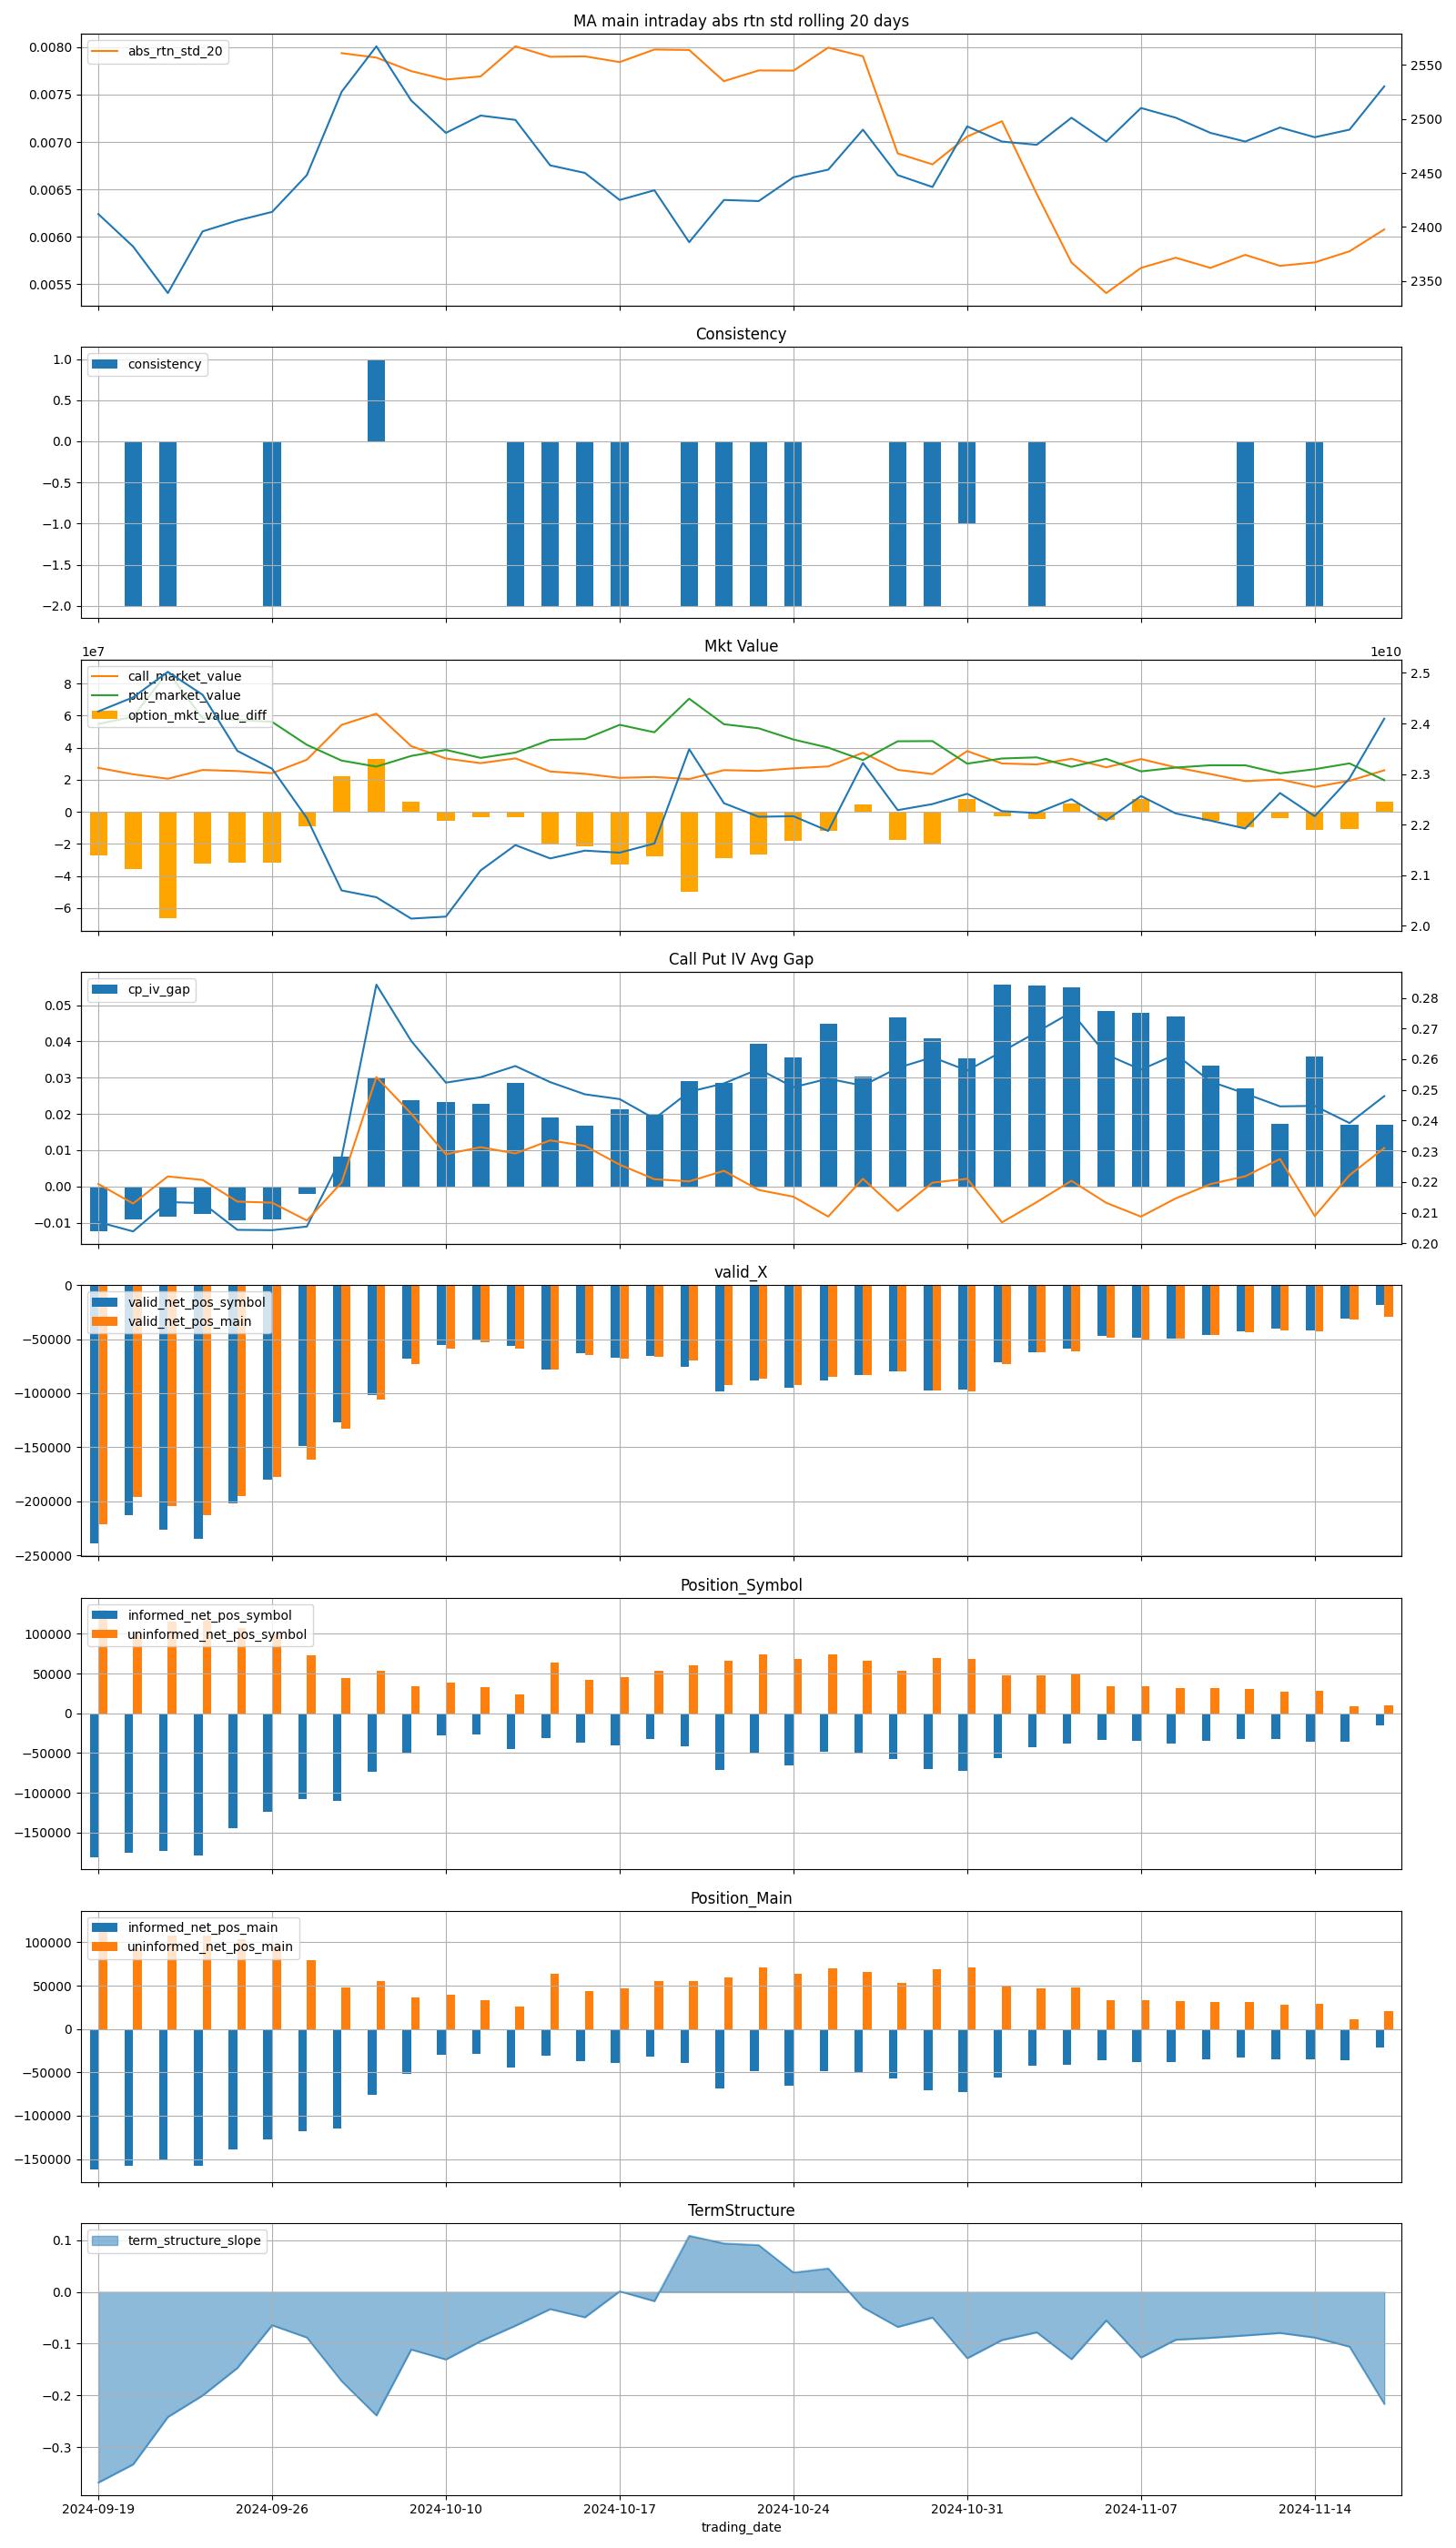 MA main intraday abs rtn std rolling 20 days
abs_rtn_std_20
0.0080
0.0075
0.0070
0.0065
0.0060
0.0055
2550
2500
2450
2400
2350
Consistency
consistency
1.0
0.5
0.0
−0.5
−1.0
−1.5
−2.0
Mkt Value
1e7
1e10
call_market_value
put_market_value
option_mkt_value_diff
8
6
4
2
0
−2
−4
−6
2.5
2.4
2.3
2.2
2.1
2.0
Call Put IV Avg Gap
cp_iv_gap
0.05
0.04
0.03
0.02
0.01
0.00
−0.01
0.28
0.27
0.26
0.25
0.24
0.23
0.22
0.21
0.20
valid_X
valid_net_pos_symbol
valid_net_pos_main
0
−50000
−100000
−150000
−200000
−250000
Position_Symbol
informed_net_pos_symbol
uninformed_net_pos_symbol
100000
50000
0
−50000
−100000
−150000
Position_Main
informed_net_pos_main
uninformed_net_pos_main
100000
50000
0
−50000
−100000
−150000
TermStructure
term_structure_slope
0.1
0.0
−0.1
−0.2
−0.3
2024-09-19 2024-09-26 2024-10-10 2024-10-17 2024-10-24 2024-10-31 2024-11-07 2024-11-14
trading_date